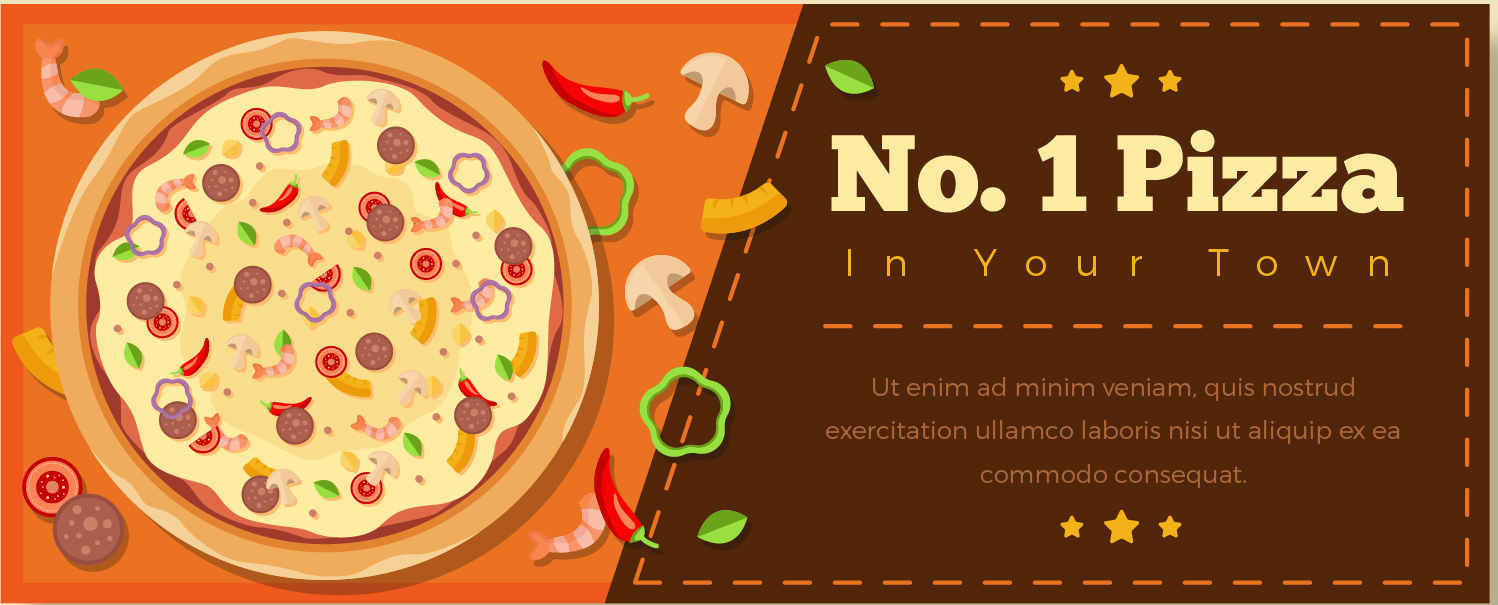 No. 1 Pizza
In Your Town
Ut enim ad minim veniam, quis nostrud
exercitation ullamco laboris nisi ut aliquip ex ea
commodo consequat.